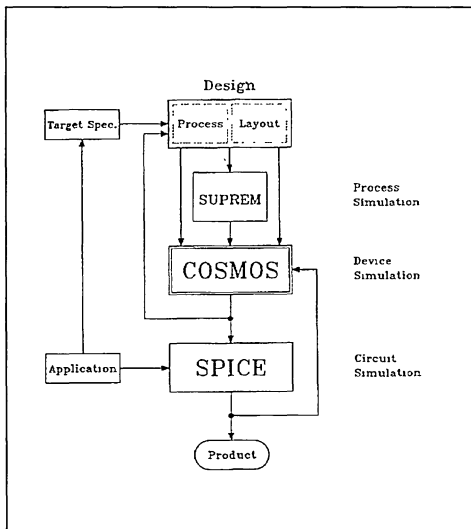 Design
Target Spec.
Process
Layout
SUPREM
Process
Simulation
COSMOS
Device
Simulation
Application
SPICE
Circuit
Simulation
Product